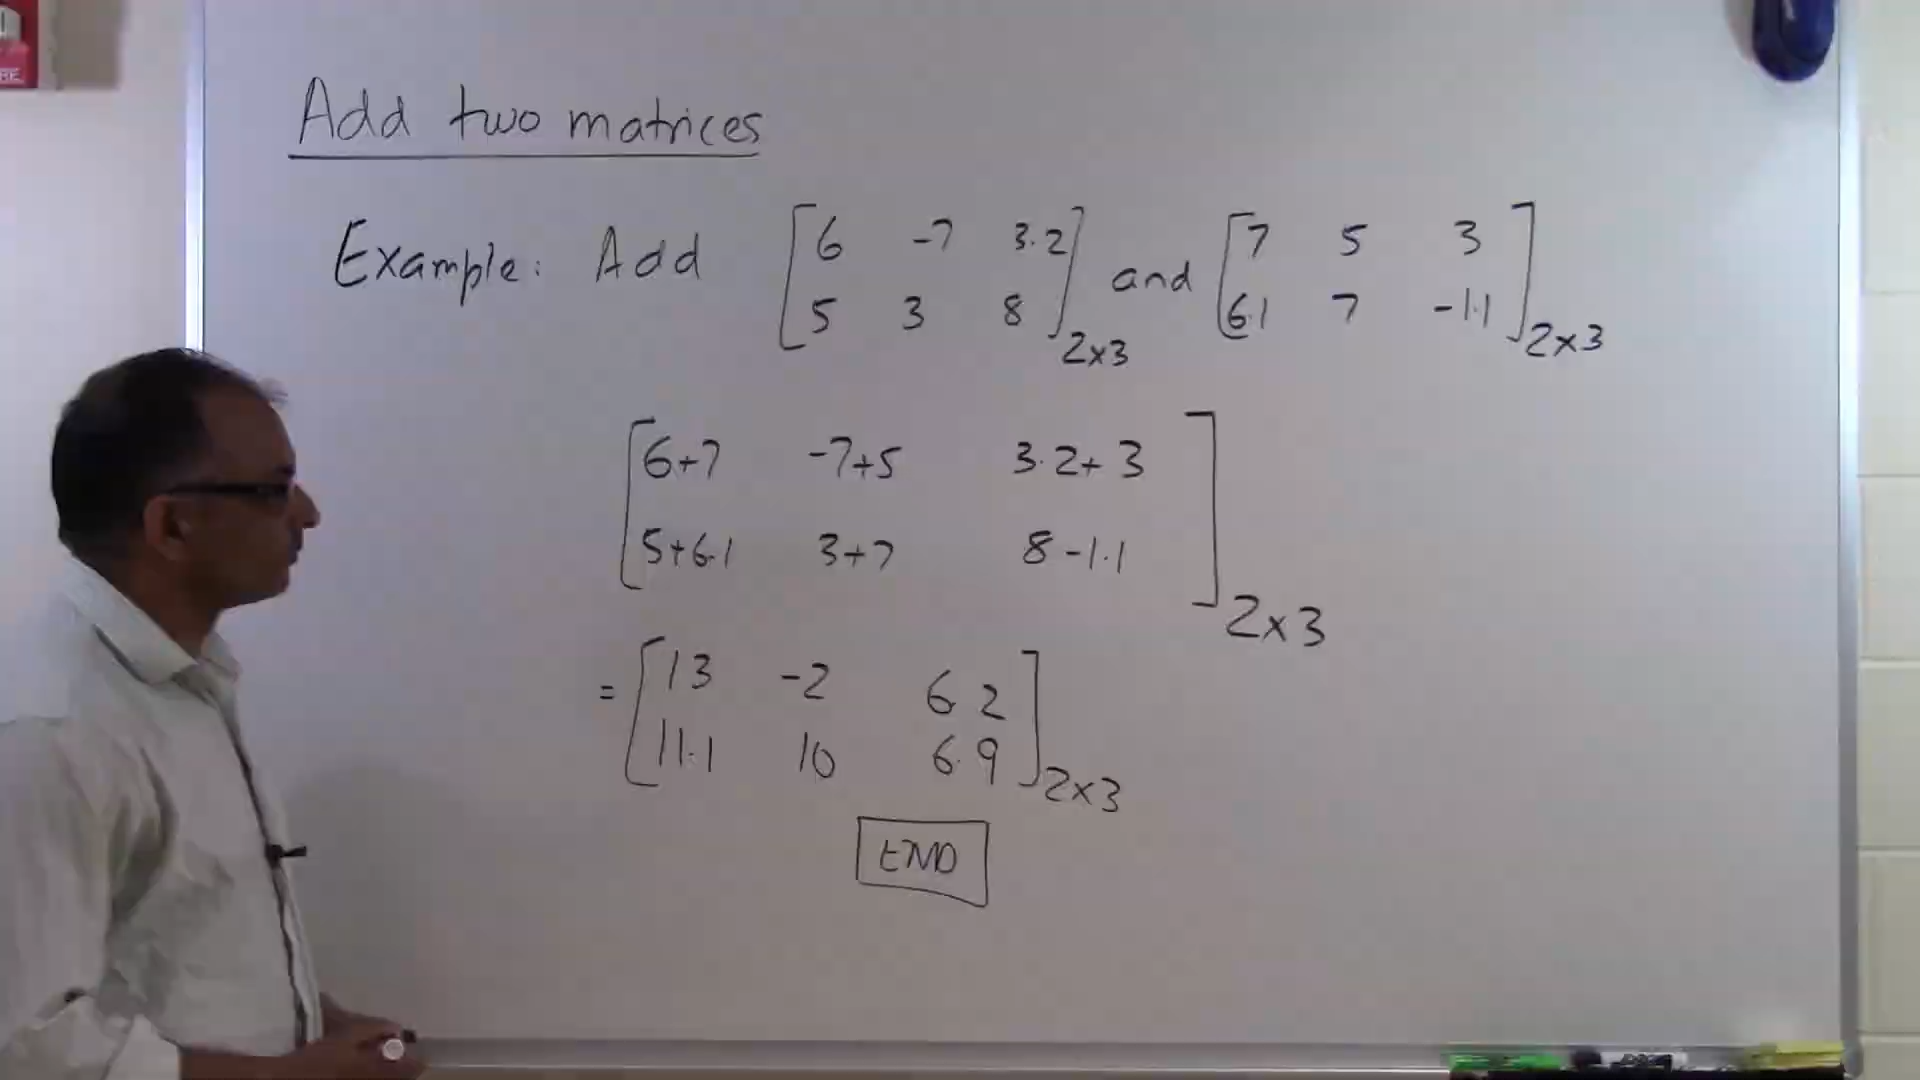 Add two matrices
Example: Add [6 -7 3.2] and [7 5 3]
[5 3 8] 2x3 [6.1 7 -1.1] 2x3
[6+7 -7+5 3.2+3]
[5+6.1 3+7 8-1.1] 2x3
= [13 -2 6.2]
[11.1 10 6.9] 2x3
END